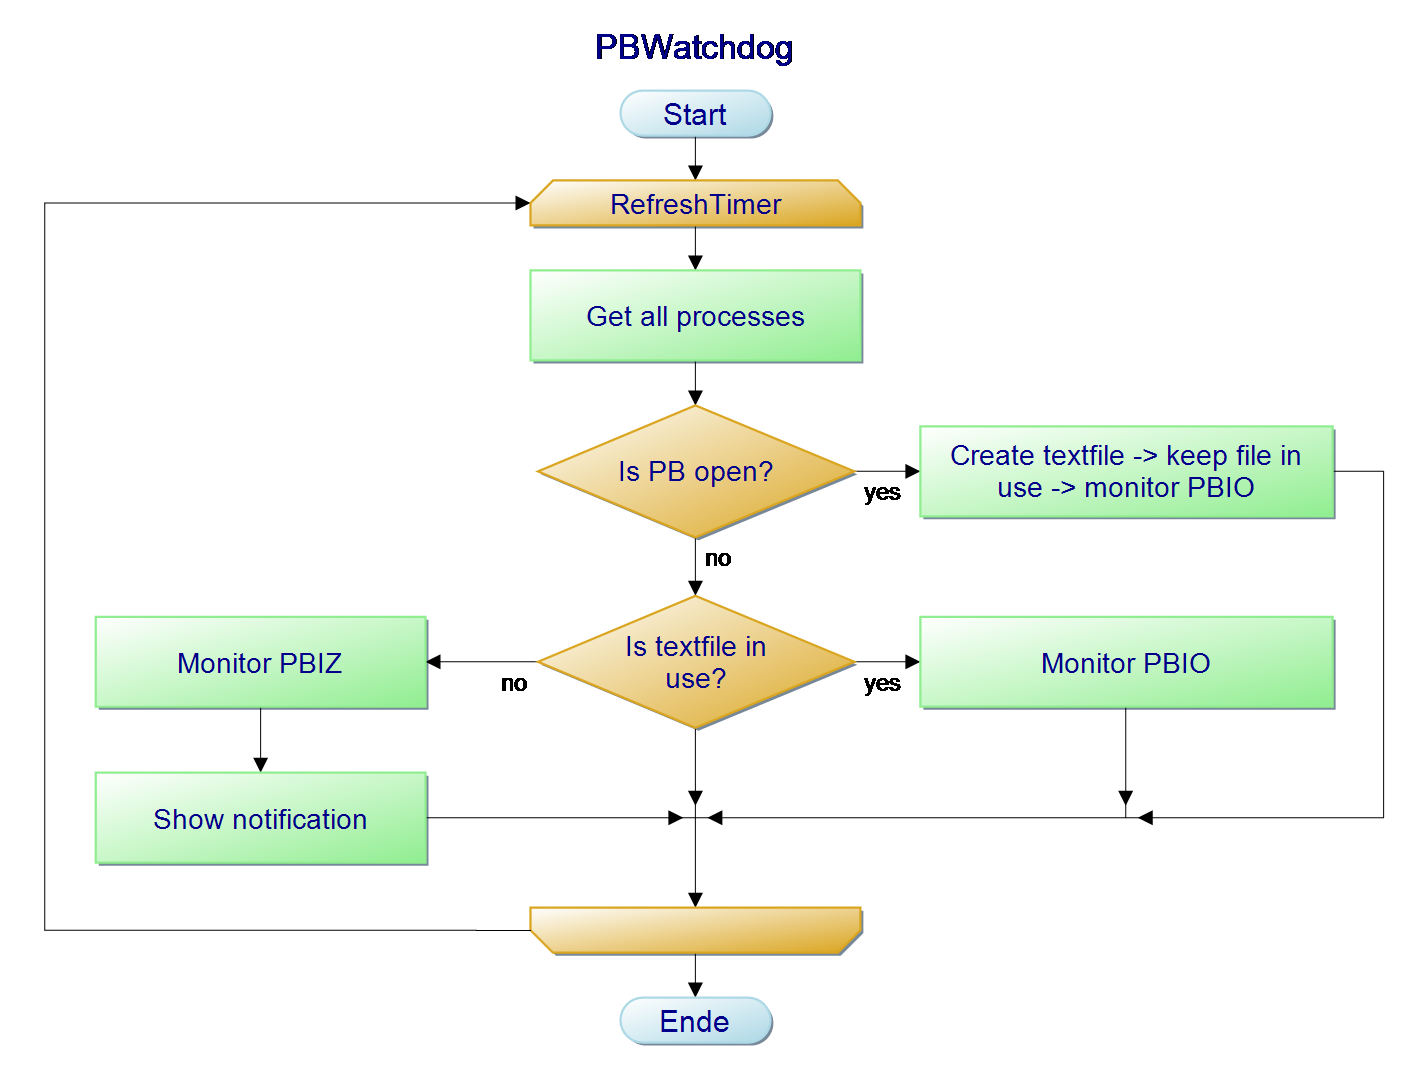 PBWatchdog
Start
RefreshTimer
Get all processes
Is PB open?
yes
Create textfile -> keep file in
use -> monitor PBIO
no
Monitor PBIZ
no
Is textfile in
use?
yes
Monitor PBIO
Show notification
Ende